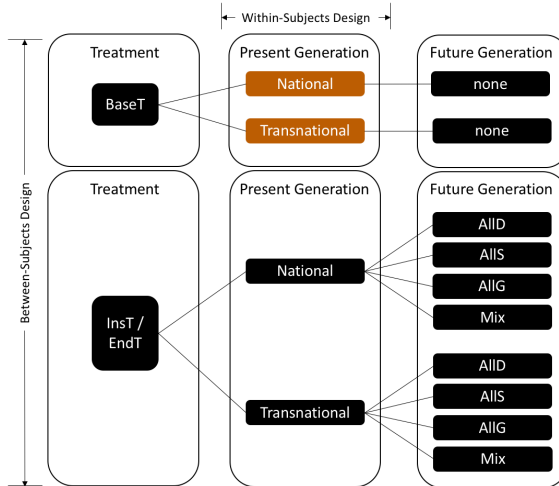 Within-Subjects Design
Between-Subjects Design
Treatment
Present Generation
Future Generation
BaseT
National
none
Transnational
none
Treatment
Present Generation
Future Generation
InsT /
EndT
National
AllD
AllS
AllG
Mix
Transnational
AllD
AllS
AllG
Mix